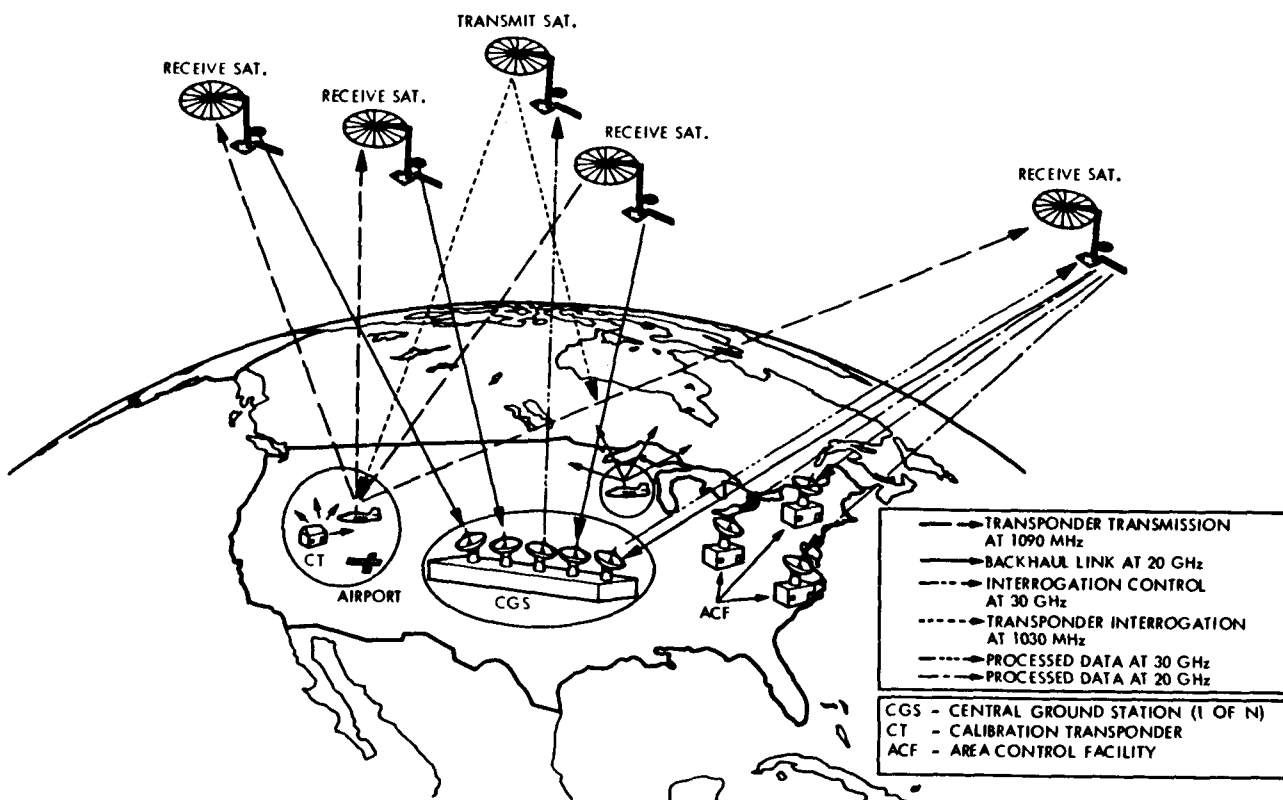 TRANSMIT SAT.
RECEIVE SAT.
RECEIVE SAT.
RECEIVE SAT.
RECEIVE SAT.
CT
AIRPORT
CGS
ACF
TRANSPONDER TRANSMISSION
AT 1090 MHz
BACKHAUL LINK AT 20 GHz
INTERROGATION CONTROL
AT 30 GHz
TRANSPONDER INTERROGATION
AT 1030 MHz
PROCESSED DATA AT 30 GHz
PROCESSED DATA AT 20 GHz
CGS - CENTRAL GROUND STATION (1 OF N)
CT - CALIBRATION TRANSPONDER
ACF - AREA CONTROL FACILITY